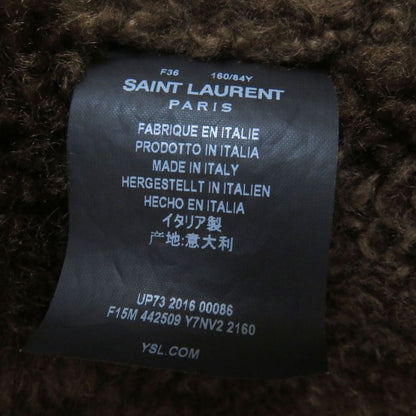 F36 160/84Y
SAINT LAURENT
PARIS
FABRIQUE EN ITALIE
PRODOTTO IN ITALIA
MADE IN ITALY
HERGESTELLT IN ITALIEN
HECHO EN ITALIA
イタリア製
产地:意大利
UP73 2016 00086
F15M 442509 Y7NV2 2160
YSL.COM